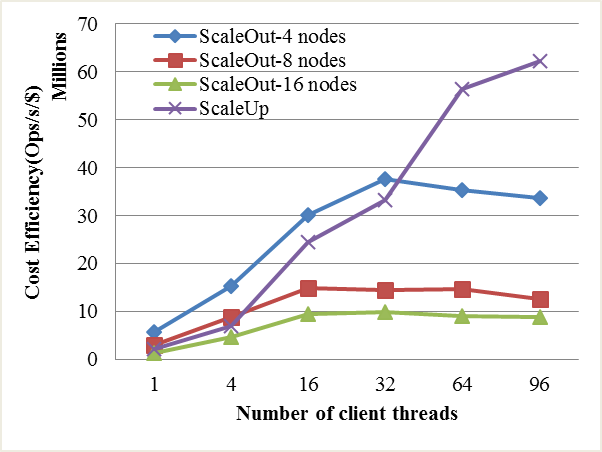 70
60
50
40
30
20
10
0
Cost Efficiency(Ops/s/$)
Millions
ScaleOut-4 nodes
ScaleOut-8 nodes
ScaleOut-16 nodes
ScaleUp
1 4 16 32 64 96
Number of client threads